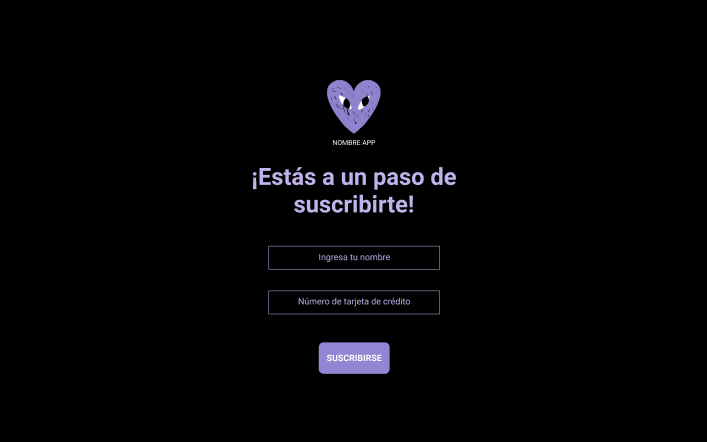 NOMBRE APP
¡Estás a un paso de
suscribirte!
Ingresa tu nombre
Número de tarjeta de crédito
SUSCRIBIRSE